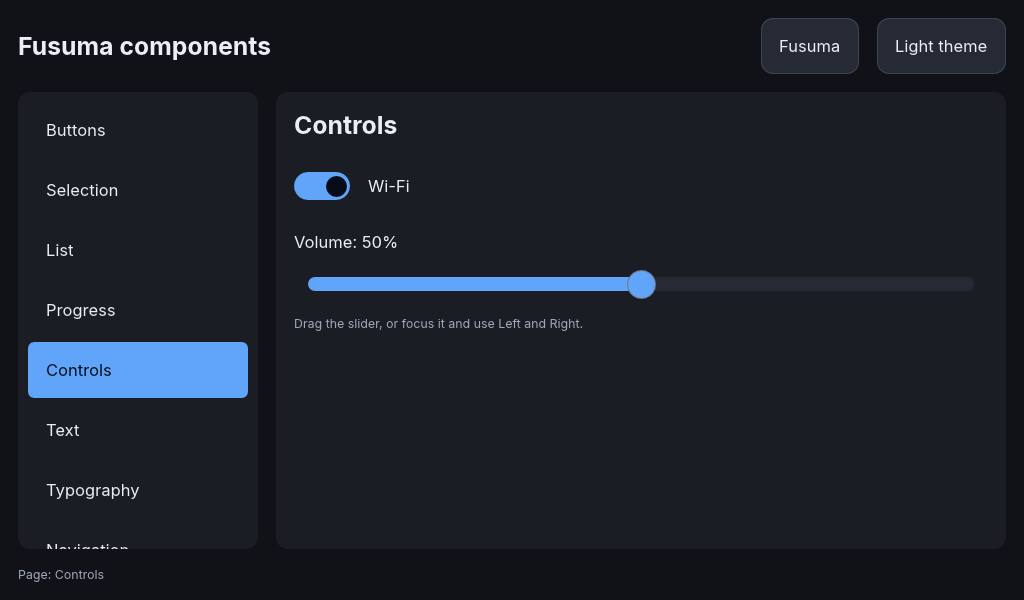 Fusuma components
Fusuma
Light theme
Buttons
Selection
List
Progress
Controls
Text
Typography
Navigation
Controls
Wi-Fi
Volume: 50%
Drag the slider, or focus it and use Left and Right.
Page: Controls